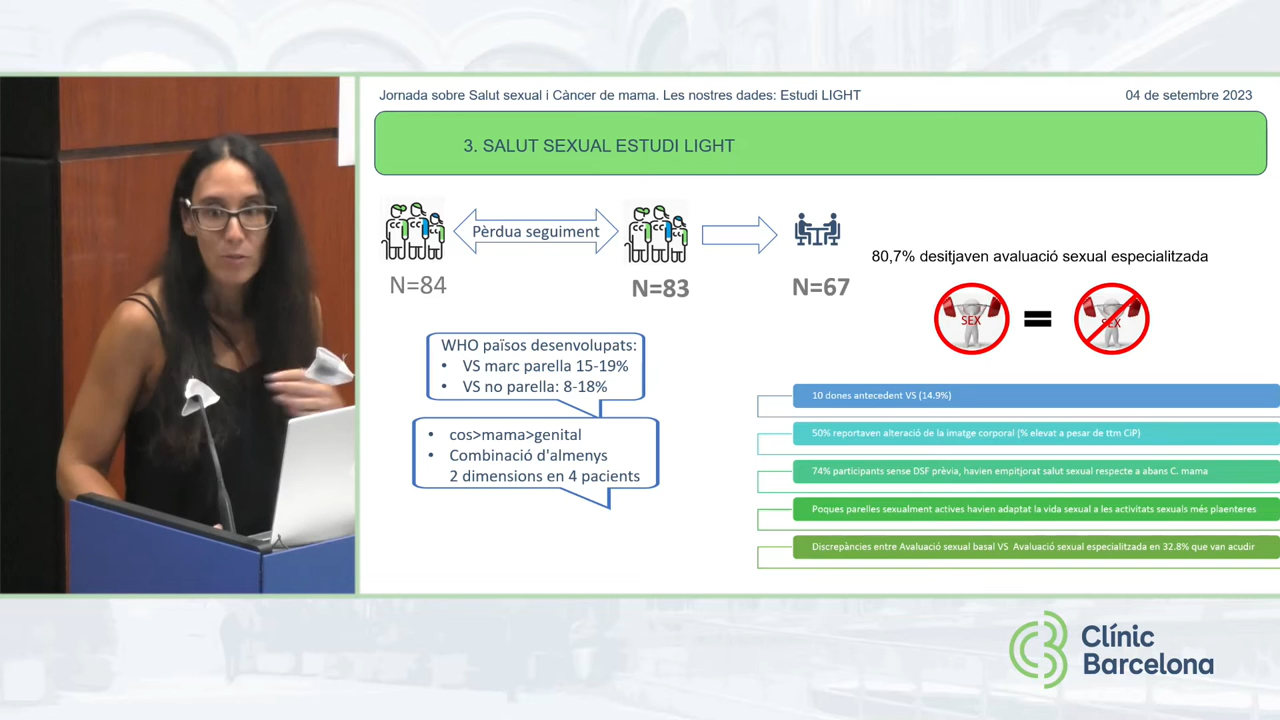 Jornada sobre Salut sexual i Càncer de mama. Les nostres dades: Estudi LIGHT
04 de setembre 2023
3. SALUT SEXUAL ESTUDI LIGHT
Pèrdua seguiment
N=84
N=83
N=67
80,7% desitjaven avaluació sexual especialitzada
SEX
SEX
WHO països desenvolupats:
• VS marc parella 15-19%
• VS no parella: 8-18%
• cos>mama>genital
• Combinació d'almenys
2 dimensions en 4 pacients
10 dones antecedent VS (14.9%)
50% reportaven alteració de la imatge corporal (% elevat a pesar de ttm CiP)
74% participants sense DSF prèvia, havien empitjorat salut sexual respecte a abans C. mama
Poques parelles sexualment actives havien adaptat la vida sexual a les activitats sexuals més plaenteres
Discrepàncies entre Avaluació sexual basal VS Avaluació sexual especialitzada en 32.8% que van acudir
Clínic
Barcelona